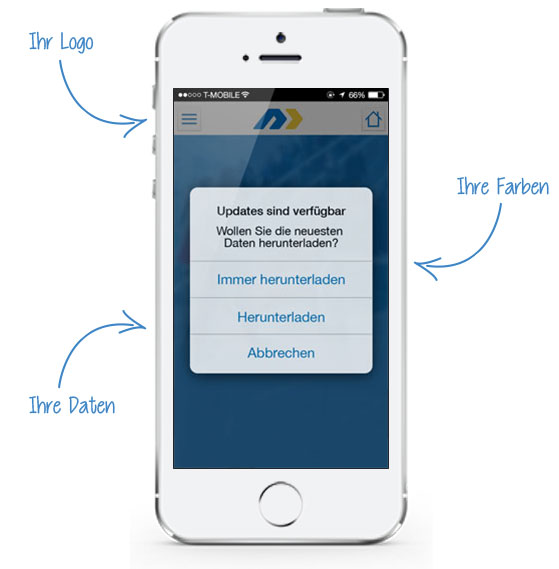 Ihr Logo
T-MOBILE 66%
Ihre Farben
Updates sind verfügbar
Wollen Sie die neuesten
Daten herunterladen?
Immer herunterladen
Herunterladen
Abbrechen
Ihre Daten